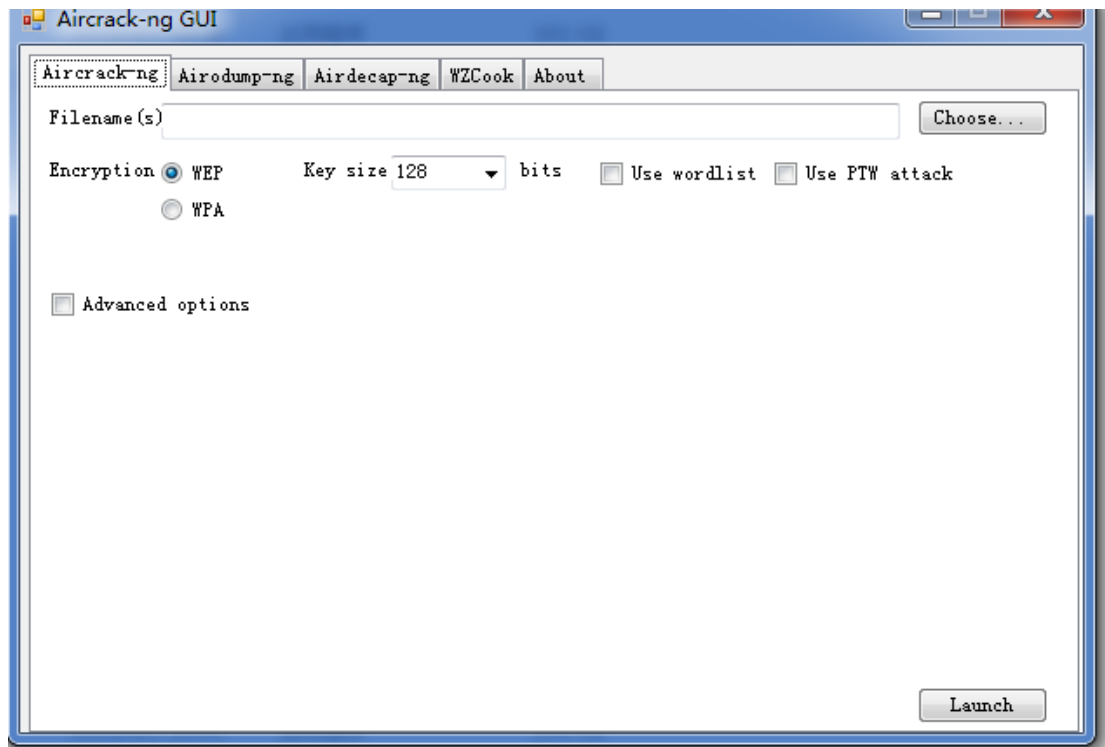 Aircrack-ng GUI
Aircrack-ng Airodump-ng Airdecap-ng WZCook About
Filename(s) Choose...
Encryption WEP Key size 128 bits Use wordlist Use PTW attack
WPA
Advanced options
Launch